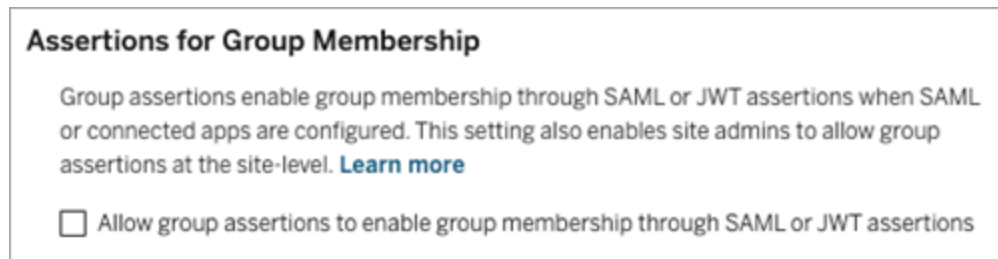 Assertions for Group Membership
Group assertions enable group membership through SAML or JWT assertions when SAML
or connected apps are configured. This setting also enables site admins to allow group
assertions at the site-level. Learn more
Allow group assertions to enable group membership through SAML or JWT assertions